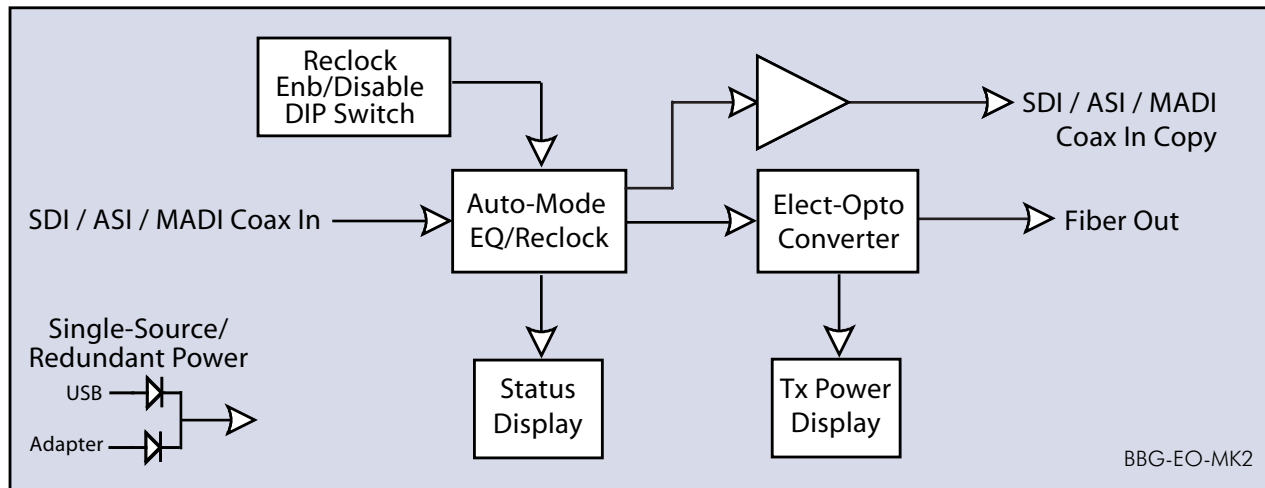 Reclock
Enb/Disable
DIP Switch
SDI / ASI / MADI
Coax In Copy
SDI / ASI / MADI Coax In
Auto-Mode
EQ/Reclock
Elect-Opto
Converter
Fiber Out
Single-Source/
Redundant Power
USB
Adapter
Status
Display
Tx Power
Display
BBG-EO-MK2